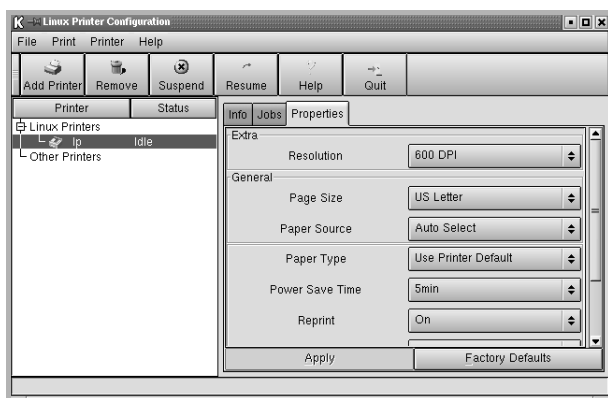 Linux Printer Configuration
File Print Printer Help
Add Printer Remove Suspend Resume Help Quit
Printer Status
Linux Printers
lp Idle
Other Printers
Info Jobs Properties
Extra
Resolution 600 DPI
General
Page Size US Letter
Paper Source Auto Select
Paper Type Use Printer Default
Power Save Time 5min
Reprint On
Apply Factory Defaults